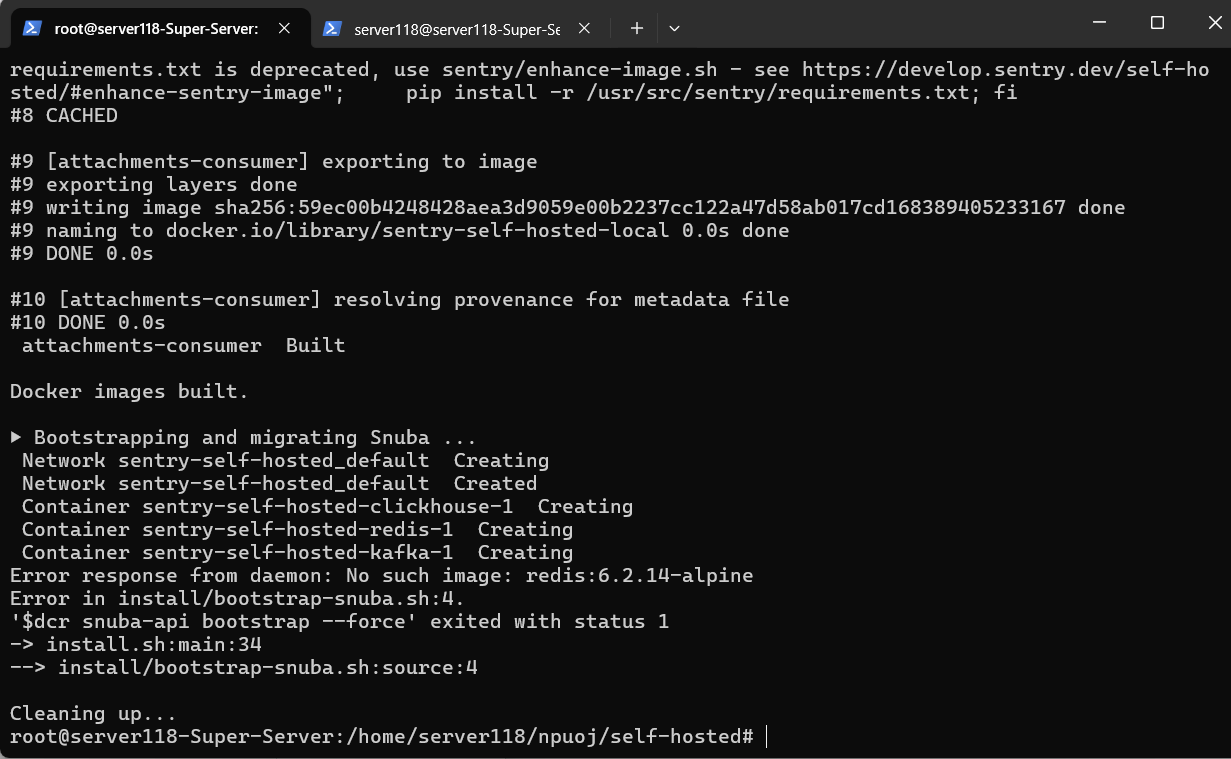 root@server118-Super-Server:
server118@server118-Super-Se
requirements.txt is deprecated, use sentry/enhance-image.sh - see https://develop.sentry.dev/self-ho
sted/#enhance-sentry-image";     pip install -r /usr/src/sentry/requirements.txt; fi
#8 CACHED
#9 [attachments-consumer] exporting to image
#9 exporting layers done
#9 writing image sha256:59ec00b4248428aea3d9059e00b2237cc122a47d58ab017cd168389405233167 done
#9 naming to docker.io/library/sentry-self-hosted-local 0.0s done
#9 DONE 0.0s
#10 [attachments-consumer] resolving provenance for metadata file
#10 DONE 0.0s
 attachments-consumer  Built
Docker images built.
▶ Bootstrapping and migrating Snuba ...
 Network sentry-self-hosted_default  Creating
 Network sentry-self-hosted_default  Created
 Container sentry-self-hosted-clickhouse-1  Creating
 Container sentry-self-hosted-redis-1  Creating
 Container sentry-self-hosted-kafka-1  Creating
Error response from daemon: No such image: redis:6.2.14-alpine
Error in install/bootstrap-snuba.sh:4.
'$dcr snuba-api bootstrap --force' exited with status 1
-> install.sh:main:34
--> install/bootstrap-snuba.sh:source:4
Cleaning up...
root@server118-Super-Server:/home/server118/npuoj/self-hosted#